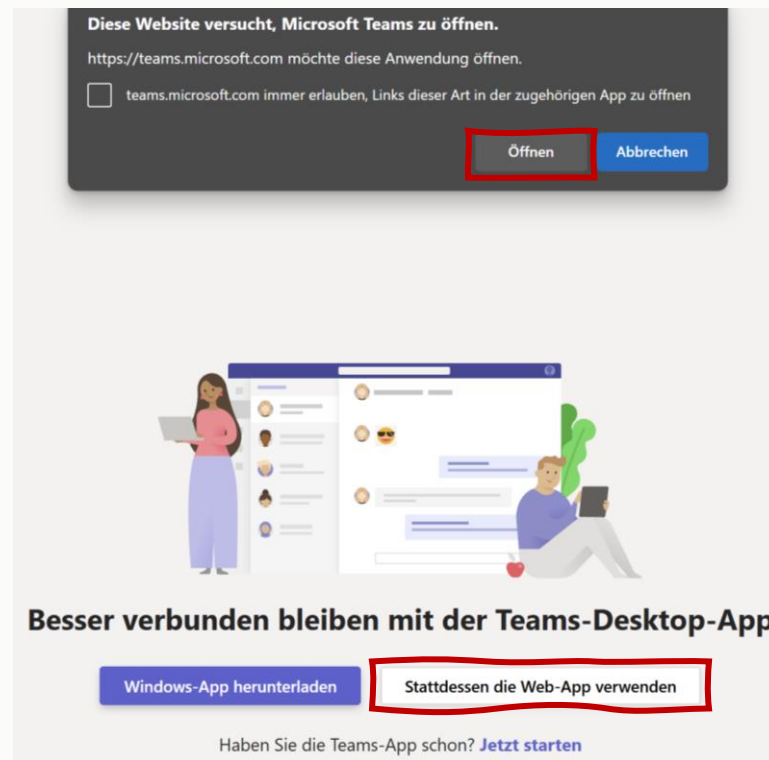 Diese Website versucht, Microsoft Teams zu öffnen.
https://teams.microsoft.com möchte diese Anwendung öffnen.
teams.microsoft.com immer erlauben, Links dieser Art in der zugehörigen App zu öffnen
Öffnen Abbrechen
Besser verbunden bleiben mit der Teams-Desktop-App
Windows-App herunterladen Stattdessen die Web-App verwenden
Haben Sie die Teams-App schon? Jetzt starten